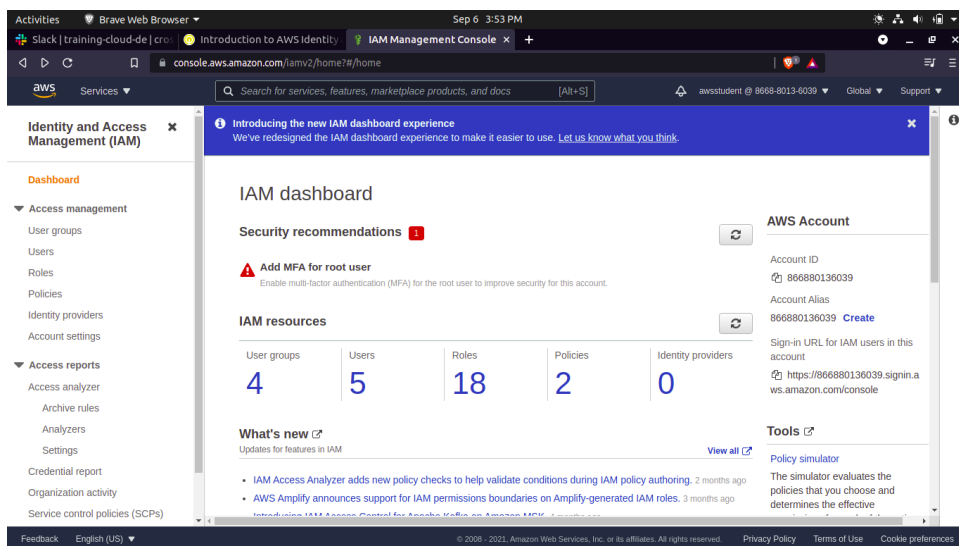 Activities Brave Web Browser Sep 6 3:53 PM
Slack | training-cloud-de | cros Introduction to AWS Identity IAM Management Console × +
console.aws.amazon.com/iamv2/home?#/home
aws Services Search for services, features, marketplace products, and docs [Alt+S] awsstudent @ 8668-8013-6039 Global Support
Identity and Access
Management (IAM)
Dashboard
Access management
User groups
Users
Roles
Policies
Identity providers
Account settings
Access reports
Access analyzer
Archive rules
Analyzers
Settings
Credential report
Organization activity
Service control policies (SCPs)
Introducing the new IAM dashboard experience
We've redesigned the IAM dashboard experience to make it easier to use. Let us know what you think.
IAM dashboard
Security recommendations 1
Add MFA for root user
Enable multi-factor authentication (MFA) for the root user to improve security for this account.
IAM resources
User groups Users Roles Policies Identity providers
4 5 18 2 0
What's new
Updates for features in IAM View all
IAM Access Analyzer adds new policy checks to help validate conditions during IAM policy authoring. 2 months ago
AWS Amplify announces support for IAM permissions boundaries on Amplify-generated IAM roles. 3 months ago
Introducing IAM Access Control for Apache Kafka on Amazon MSK
AWS Account
Account ID
866880136039
Account Alias
866880136039 Create
Sign-in URL for IAM users in this
account
https://866880136039.signin.a
ws.amazon.com/console
Tools
Policy simulator
The simulator evaluates the
policies that you choose and
determines the effective
Feedback English (US) © 2008 - 2021, Amazon Web Services, Inc. or its affiliates. All rights reserved. Privacy Policy Terms of Use Cookie preferences